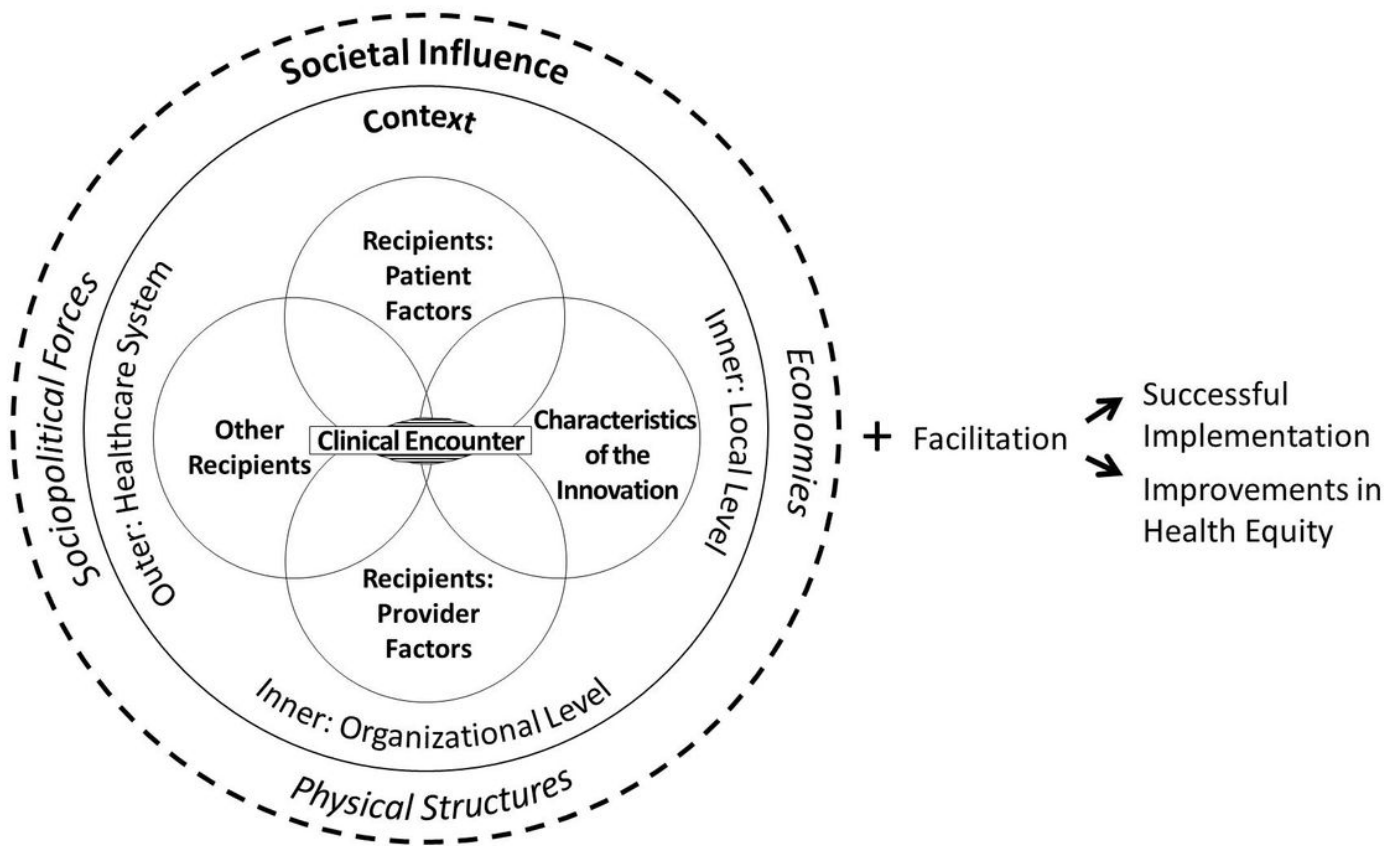 Societal Influence
Context
Recipients:
Patient
Factors
Sociopolitical Forces
Outer: Healthcare System
Other
Recipients
Clinical Encounter
Characteristics
of the
Innovation
Inner: Local Level
Economies
Recipients:
Provider
Factors
Inner: Organizational Level
Physical Structures
+ Facilitation
Successful
Implementation
Improvements in
Health Equity